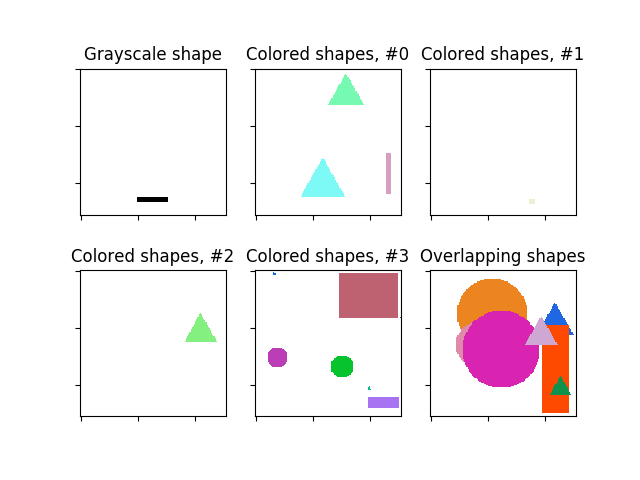 Grayscale shape
Colored shapes, #0
Colored shapes, #1
Colored shapes, #2
Colored shapes, #3
Overlapping shapes